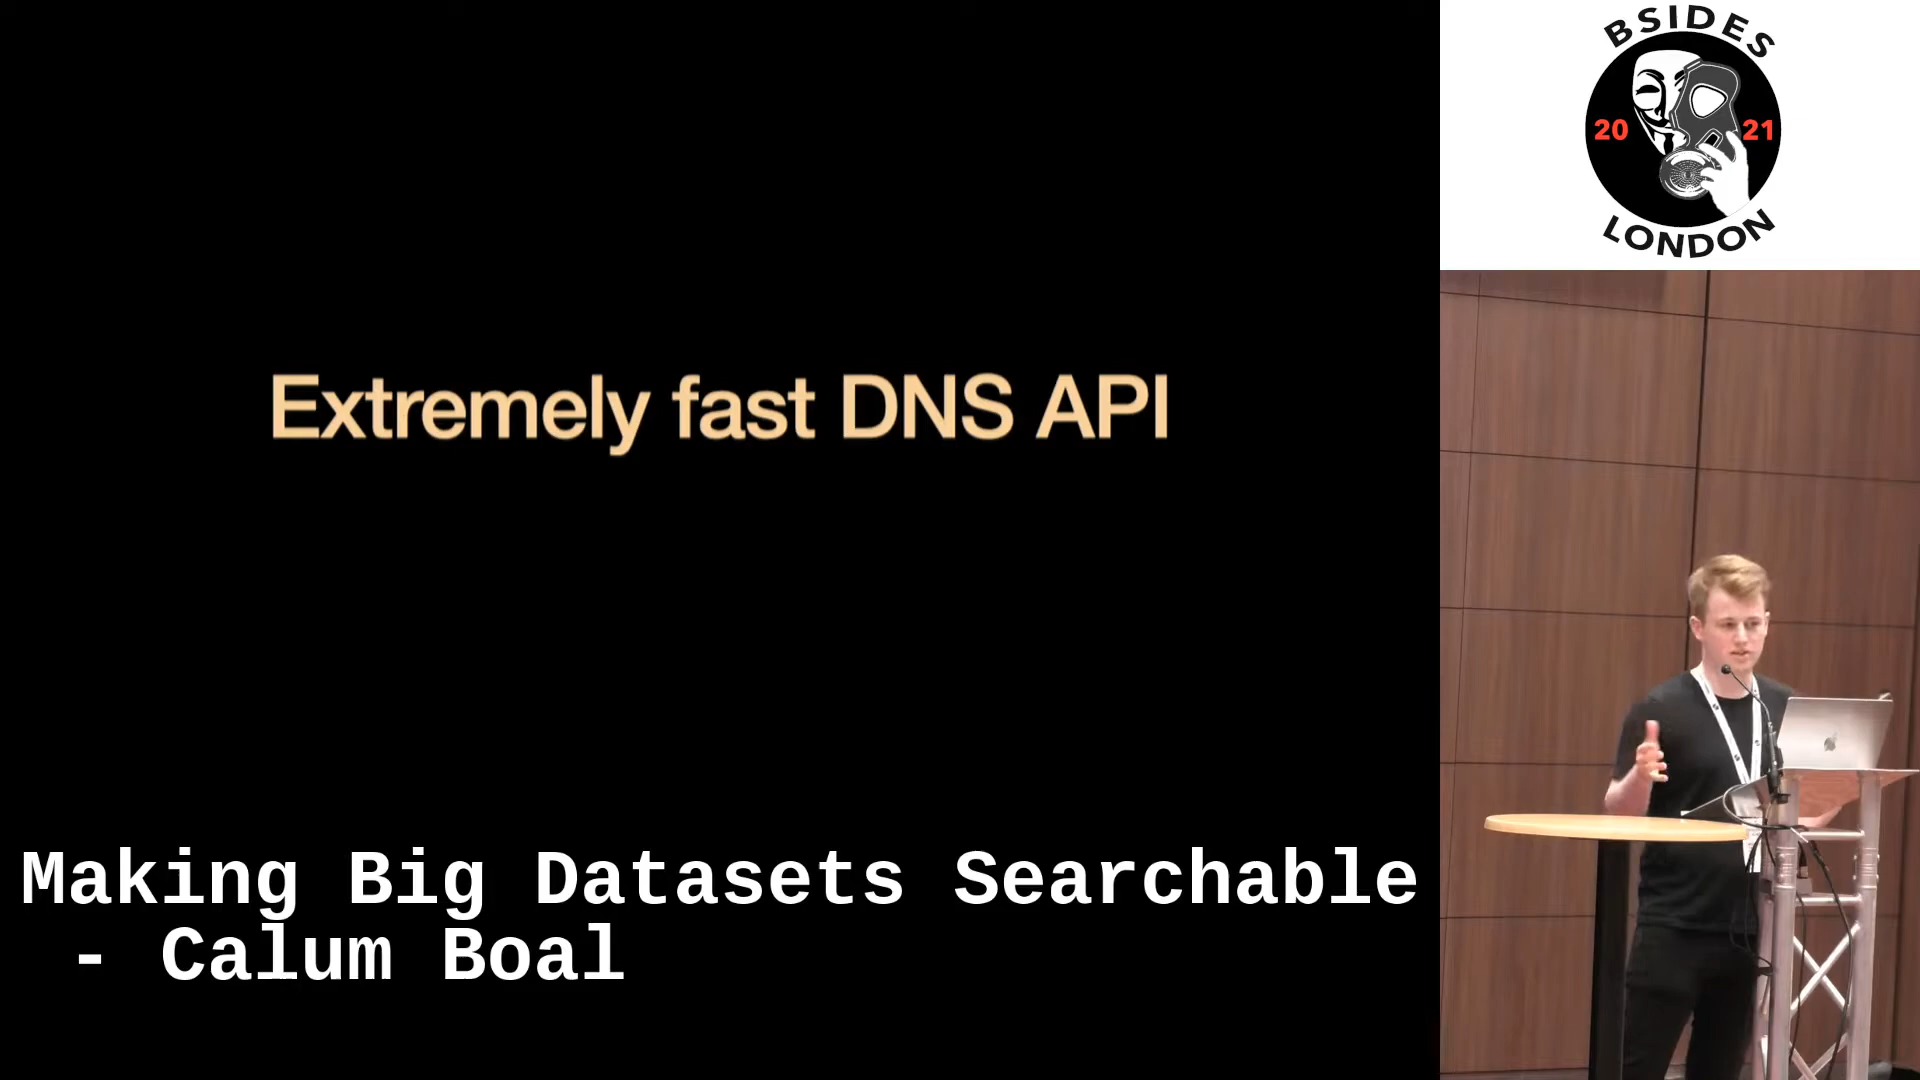 Extremely fast DNS API
Making Big Datasets Searchable
- Calum Boal
BSIDES
20 21
LONDON